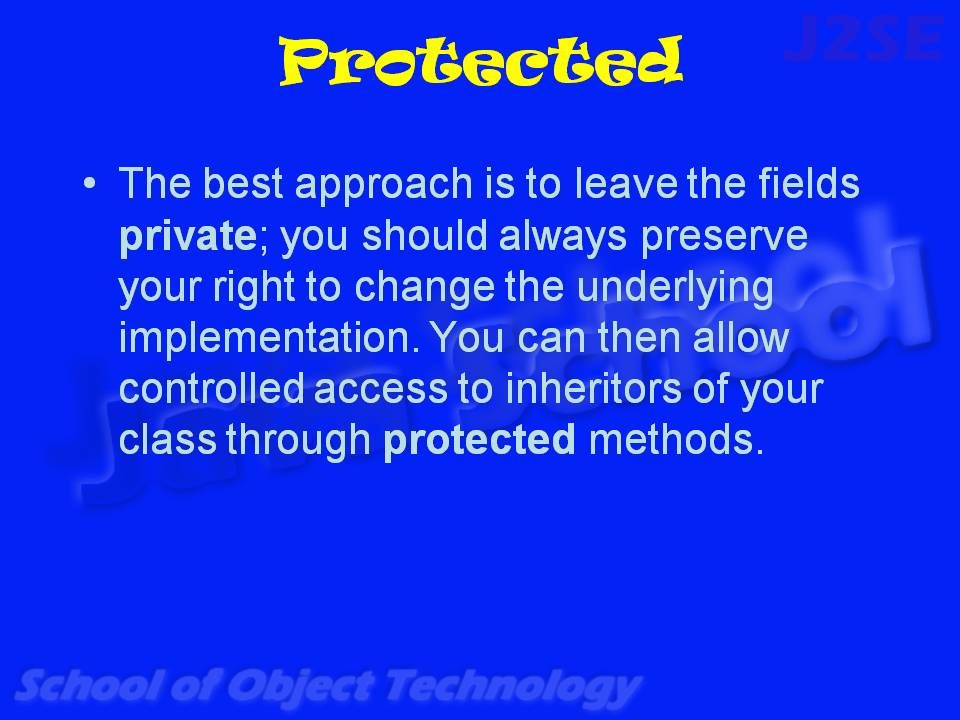 J2SE
Protected
• The best approach is to leave the fields
private; you should always preserve
your right to change the underlying
implementation. You can then allow
controlled access to inheritors of your
class through protected methods.
Java School
School of Object Technology